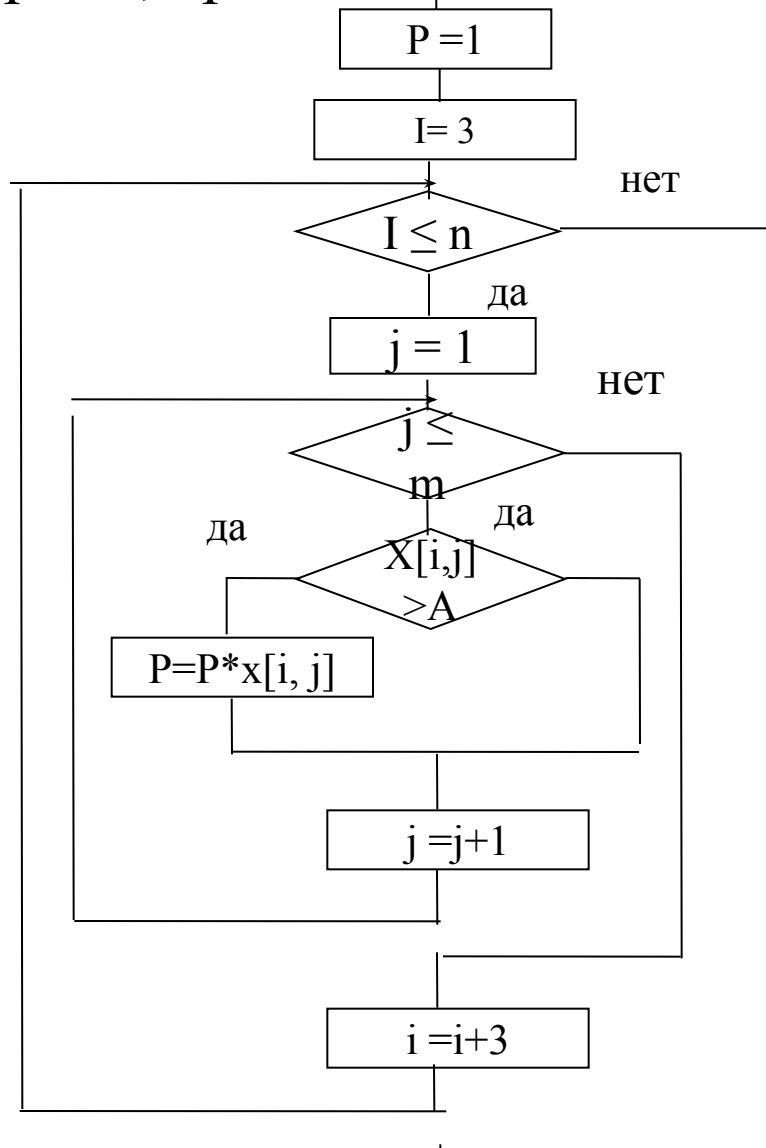 P =1
I= 3
нет
I ≤ n
да
j = 1
нет
j ≤
m
да
да
X[i,j]
>A
P=P*x[i, j]
j =j+1
i =i+3